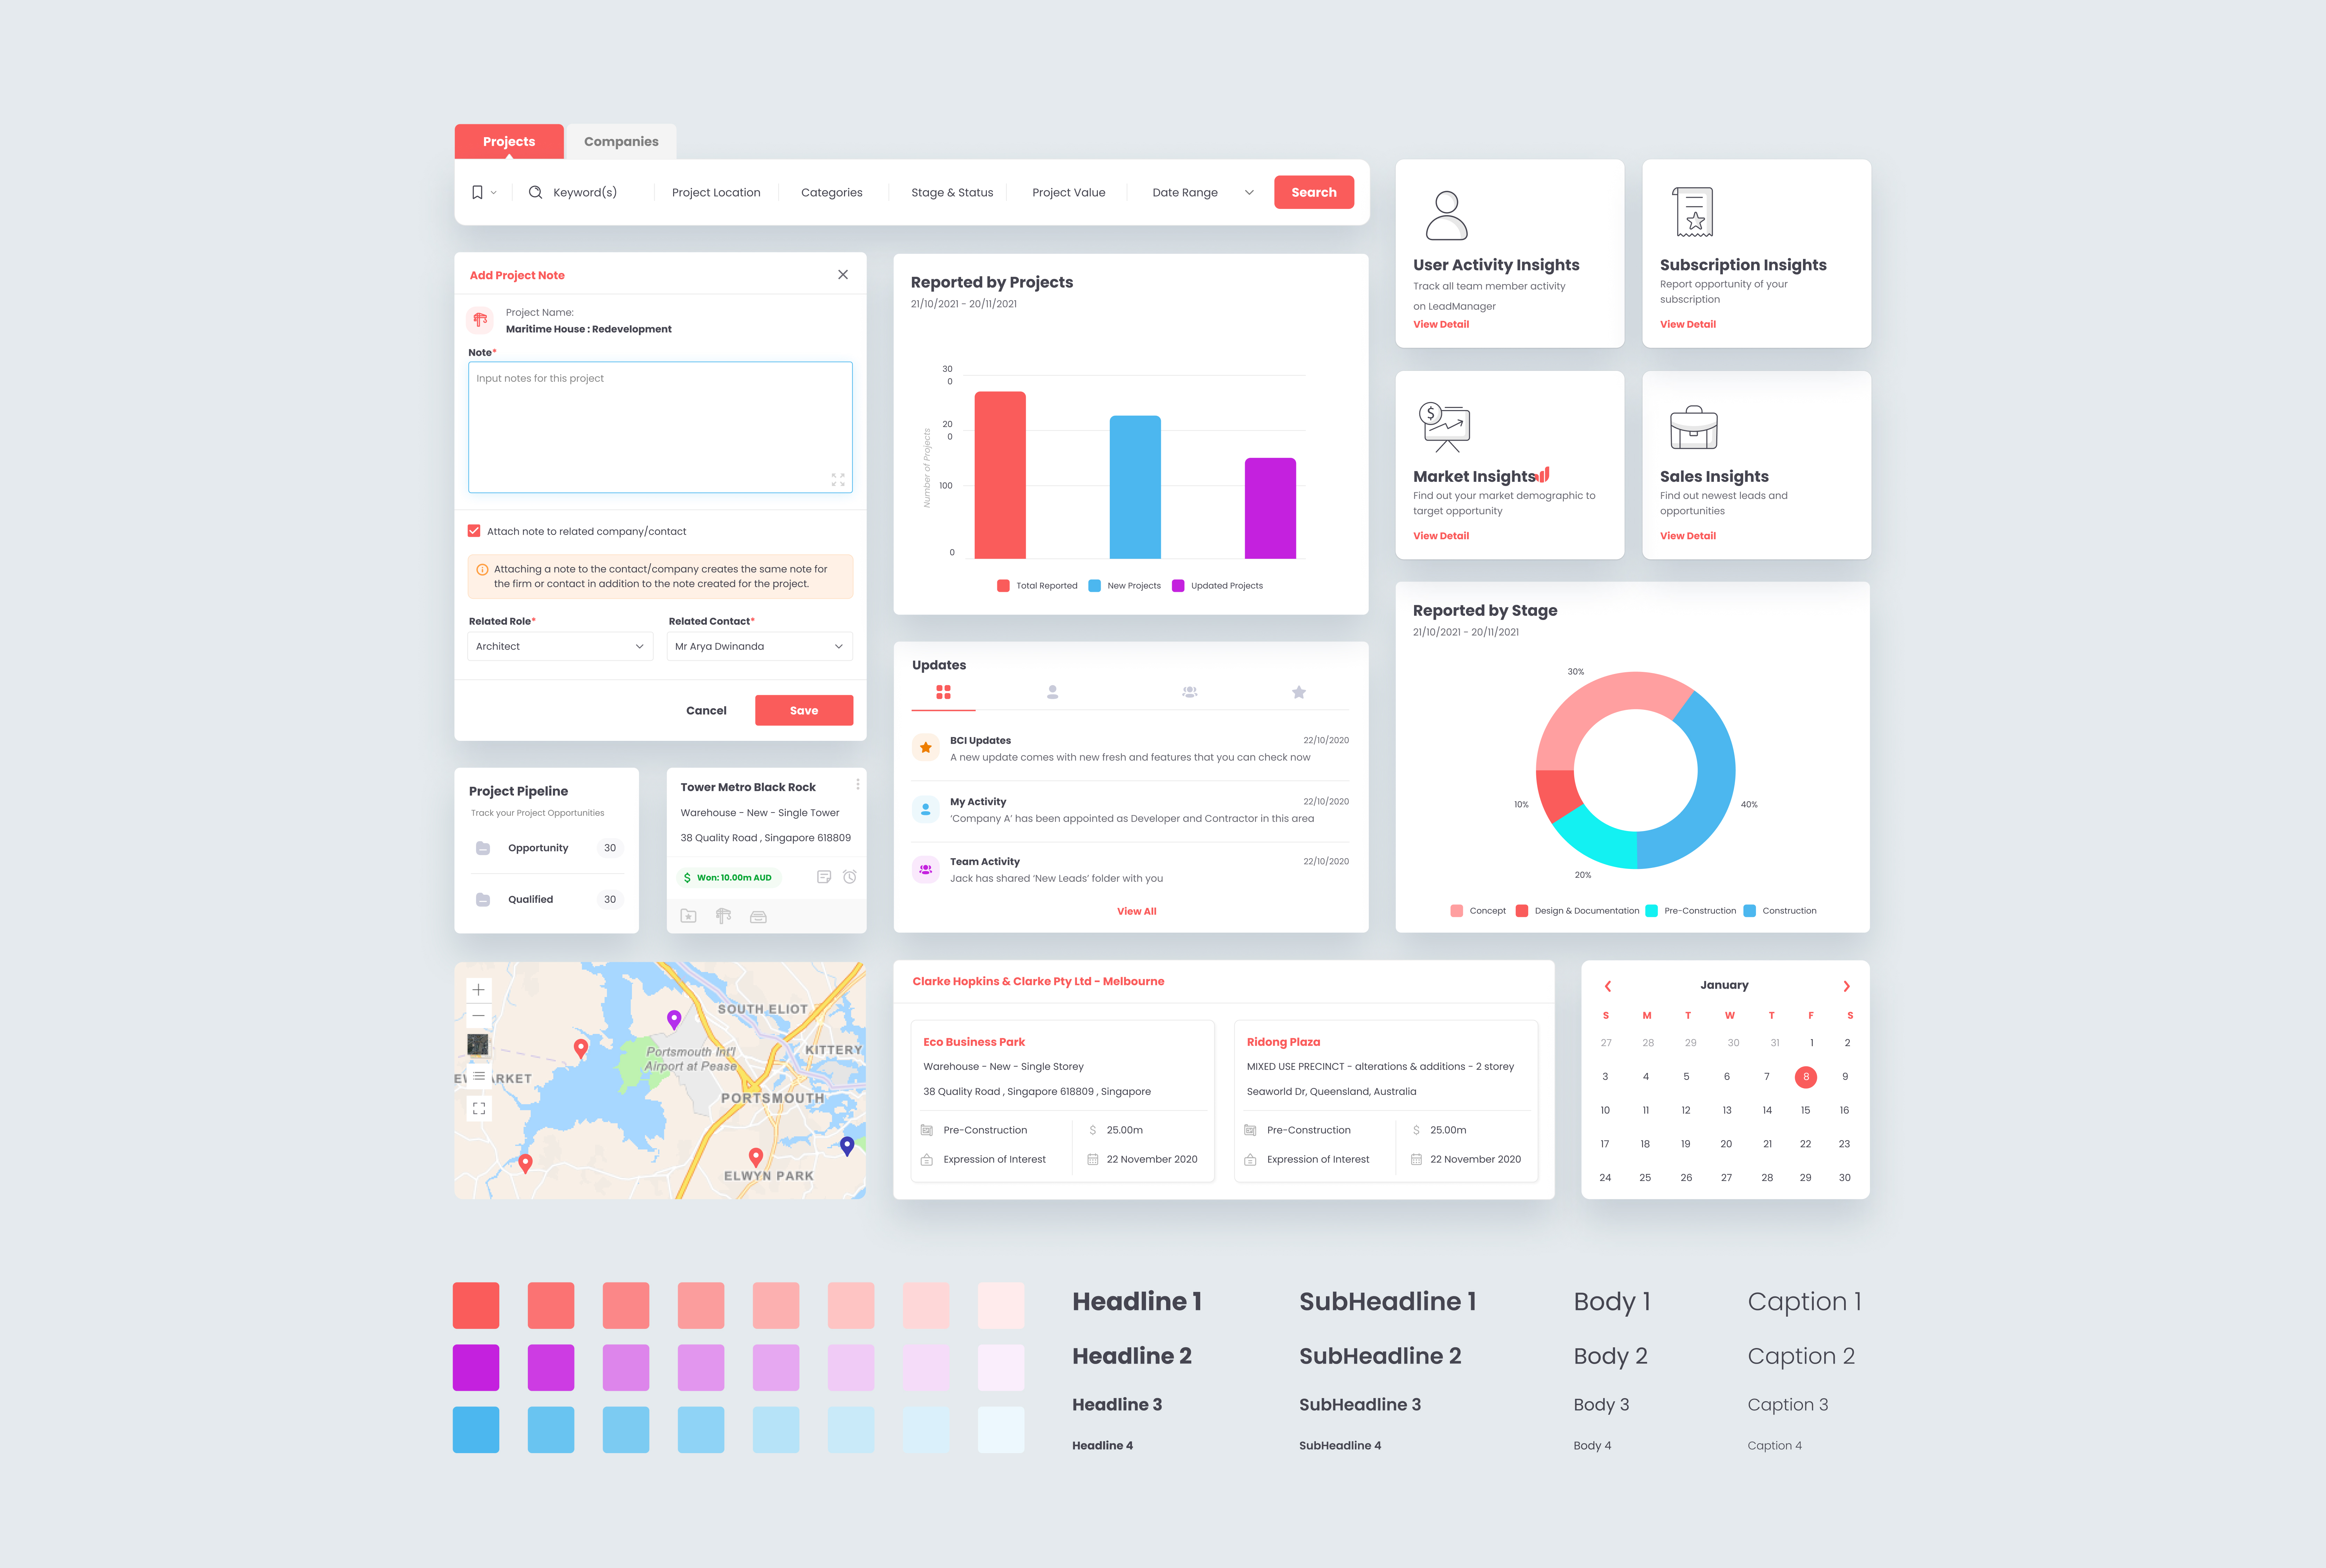 Projects
Companies
Keyword(s)
Project Location
Categories
Stage & Status
Project Value
Date Range
Search
Add Project Note
Project Name:
Maritime House : Redevelopment
Note*
Input notes for this project
Attach note to related company/contact
Attaching a note to the contact/company creates the same note for
the firm or contact in addition to the note created for the project.
Related Role*
Related Contact*
Architect
Mr Arya Dwinanda
Cancel
Save
Reported by Projects
21/10/2021 - 20/11/2021
Number of Projects
30
0
20
0
100
0
Total Reported
New Projects
Updated Projects
User Activity Insights
Track all team member activity
on LeadManager
View Detail
Subscription Insights
Report opportunity of your
subscription
View Detail
Market Insights
Find out your market demographic to
target opportunity
View Detail
Sales Insights
Find out newest leads and
opportunities
View Detail
Updates
BCI Updates
22/10/2020
A new update comes with new fresh and features that you can check now
My Activity
22/10/2020
‘Company A’ has been appointed as Developer and Contractor in this area
Team Activity
22/10/2020
Jack has shared ‘New Leads’ folder with you
View All
Reported by Stage
21/10/2021 - 20/11/2021
30%
10%
40%
20%
Concept
Design & Documentation
Pre-Construction
Construction
Project Pipeline
Track your Project Opportunities
Opportunity
30
Qualified
30
Tower Metro Black Rock
Warehouse - New - Single Tower
38 Quality Road , Singapore 618809
$ Won: 10.00m AUD
SOUTH ELIOT
KITTERY
Portsmouth Int'l
Airport at Pease
PORTSMOUTH
ELWYN PARK
Clarke Hopkins & Clarke Pty Ltd - Melbourne
Eco Business Park
Warehouse - New - Single Storey
38 Quality Road , Singapore 618809 , Singapore
Pre-Construction
$ 25.00m
Expression of Interest
22 November 2020
Ridong Plaza
MIXED USE PRECINCT - alterations & additions - 2 storey
Seaworld Dr, Queensland, Australia
Pre-Construction
$ 25.00m
Expression of Interest
22 November 2020
January
S M T W T F S
27 28 29 30 31 1 2
3 4 5 6 7 8 9
10 11 12 13 14 15 16
17 18 19 20 21 22 23
24 25 26 27 28 29 30
Headline 1
SubHeadline 1
Body 1
Caption 1
Headline 2
SubHeadline 2
Body 2
Caption 2
Headline 3
SubHeadline 3
Body 3
Caption 3
Headline 4
SubHeadline 4
Body 4
Caption 4